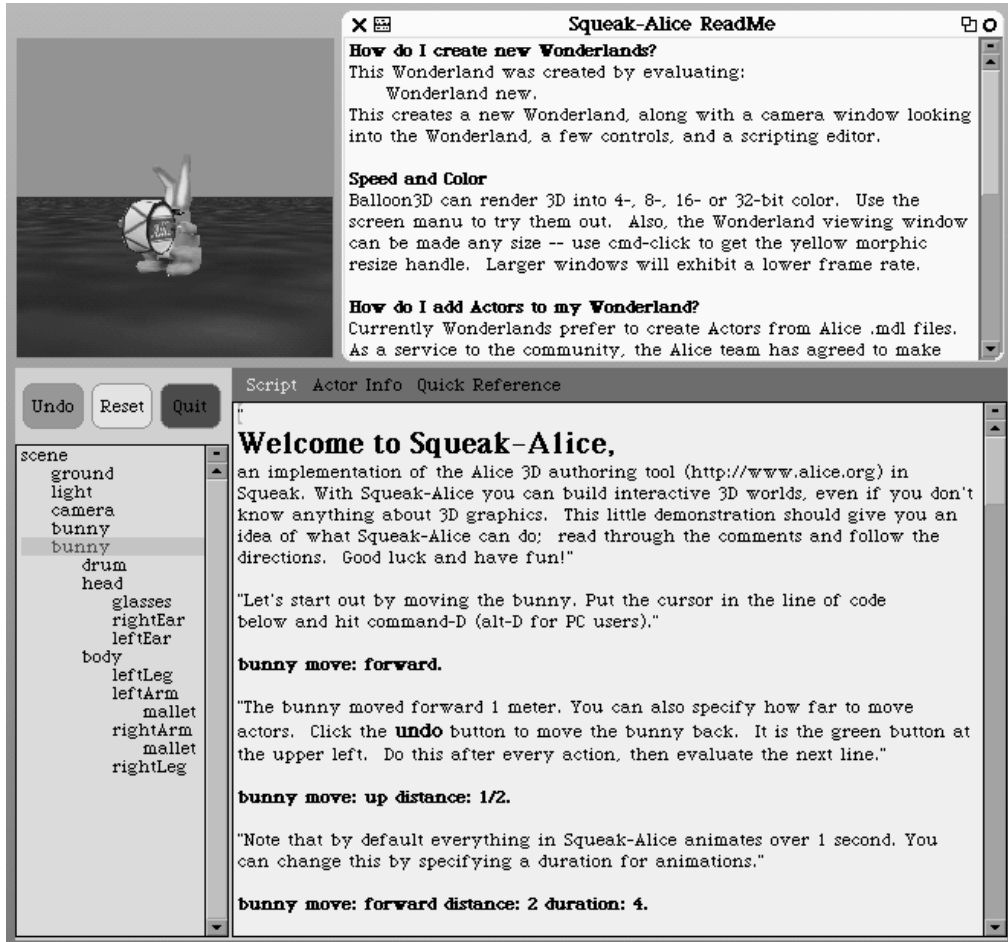 Squeak-Alice ReadMe
How do I create new Wonderlands?
This Wonderland was created by evaluating:
Wonderland new.
This creates a new Wonderland, along with a camera window looking
into the Wonderland, a few controls, and a scripting editor.
Speed and Color
Balloon3D can render 3D into 4-, 8-, 16- or 32-bit color.  Use the
screen manu to try them out.  Also, the Wonderland viewing window
can be made any size -- use cmd-click to get the yellow morphic
resize handle.  Larger windows will exhibit a lower frame rate.
How do I add Actors to my Wonderland?
Currently Wonderlands prefer to create Actors from Alice .mdl files.
As a service to the community, the Alice team has agreed to make
Undo
Reset
Quit
scene
ground
light
camera
bunny
bunny
drum
head
glasses
rightEar
leftEar
body
leftLeg
leftArm
mallet
rightArm
mallet
rightLeg
Script Actor Info Quick Reference
"
Welcome to Squeak-Alice,
an implementation of the Alice 3D authoring tool (http://www.alice.org) in
Squeak. With Squeak-Alice you can build interactive 3D worlds, even if you don't
know anything about 3D graphics.  This little demonstration should give you an
idea of what Squeak-Alice can do;  read through the comments and follow the
directions.  Good luck and have fun!"
"Let's start out by moving the bunny. Put the cursor in the line of code
below and hit command-D (alt-D for PC users)."
bunny move: forward.
"The bunny moved forward 1 meter. You can also specify how far to move
actors.  Click the undo button to move the bunny back.  It is the green button at
the upper left.  Do this after every action, then evaluate the next line."
bunny move: up distance: 1/2.
"Note that by default everything in Squeak-Alice animates over 1 second. You
can change this by specifying a duration for animations."
bunny move: forward distance: 2 duration: 4.